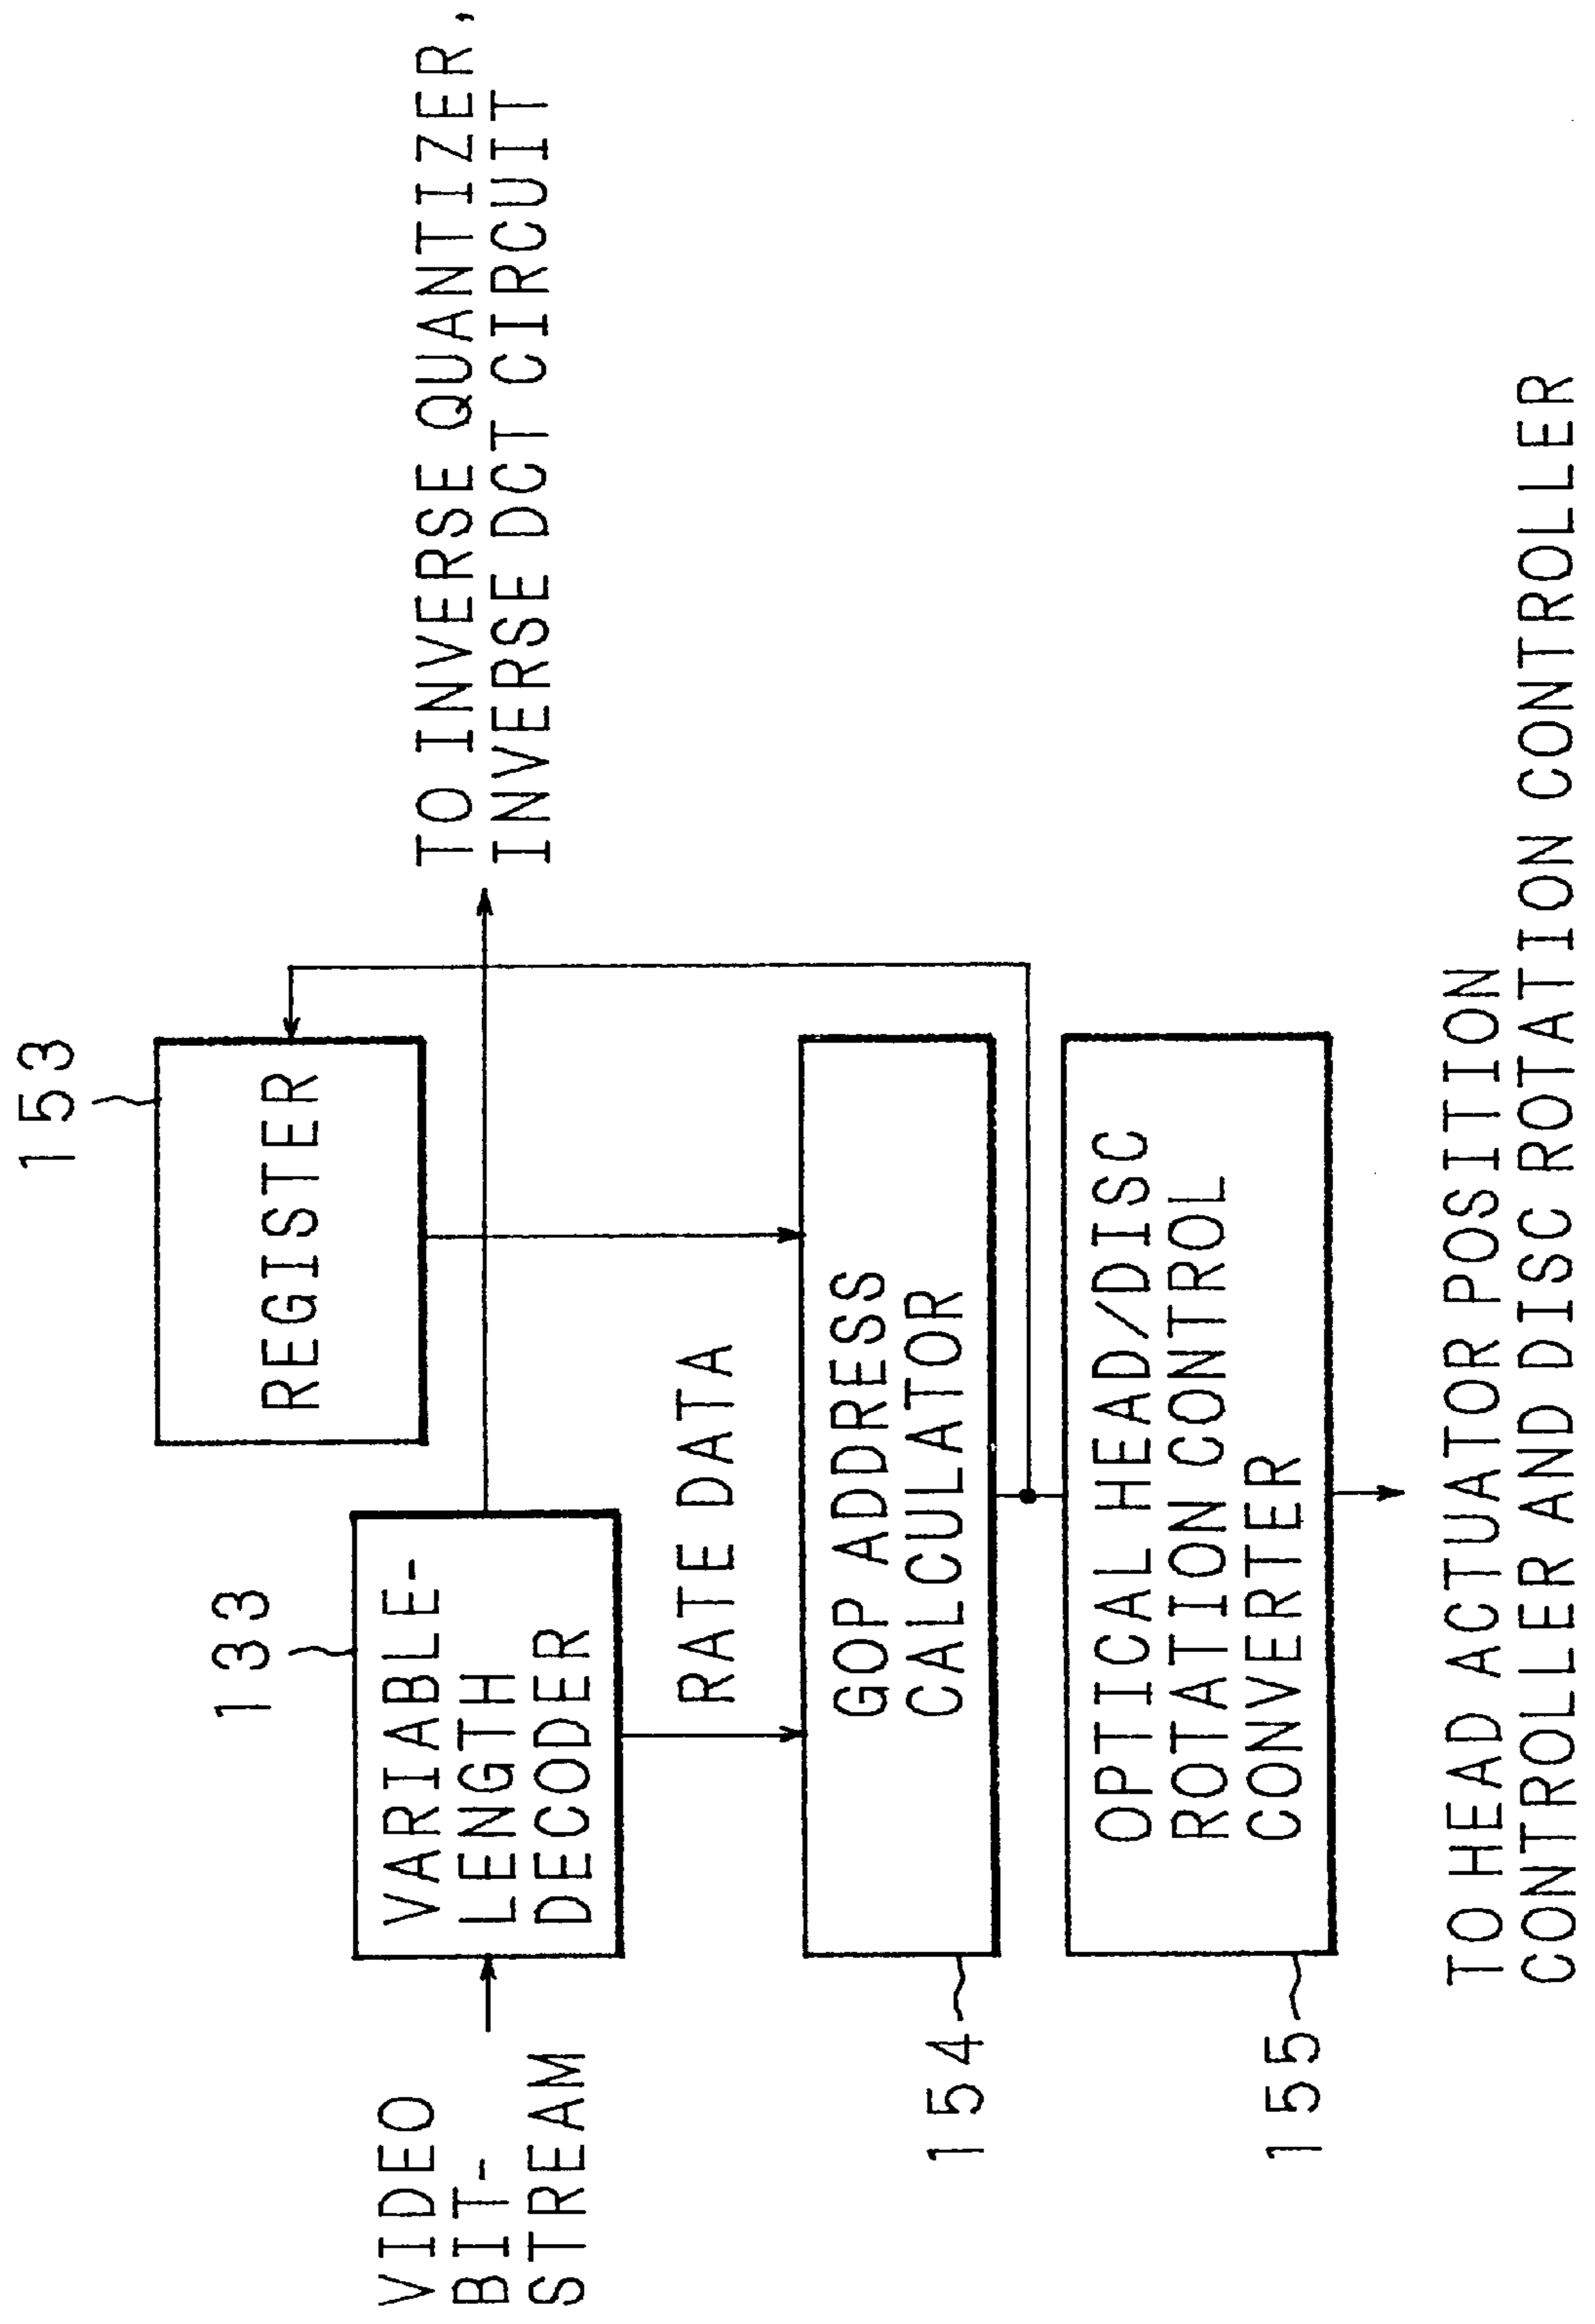 153
REGISTER
133
VARIABLE-
LENGTH
DECODER
TO INVERSE QUANTIZER,
INVERSE DCT CIRCUIT
VIDEO
BIT-
STREAM
RATE DATA
GOP ADDRESS
CALCULATOR
154
OPTICAL HEAD/DISC
ROTATION CONTROL
CONVERTER
155
TO HEAD ACTUATOR POSITION
CONTROLLER AND DISC ROTATION CONTROLLER